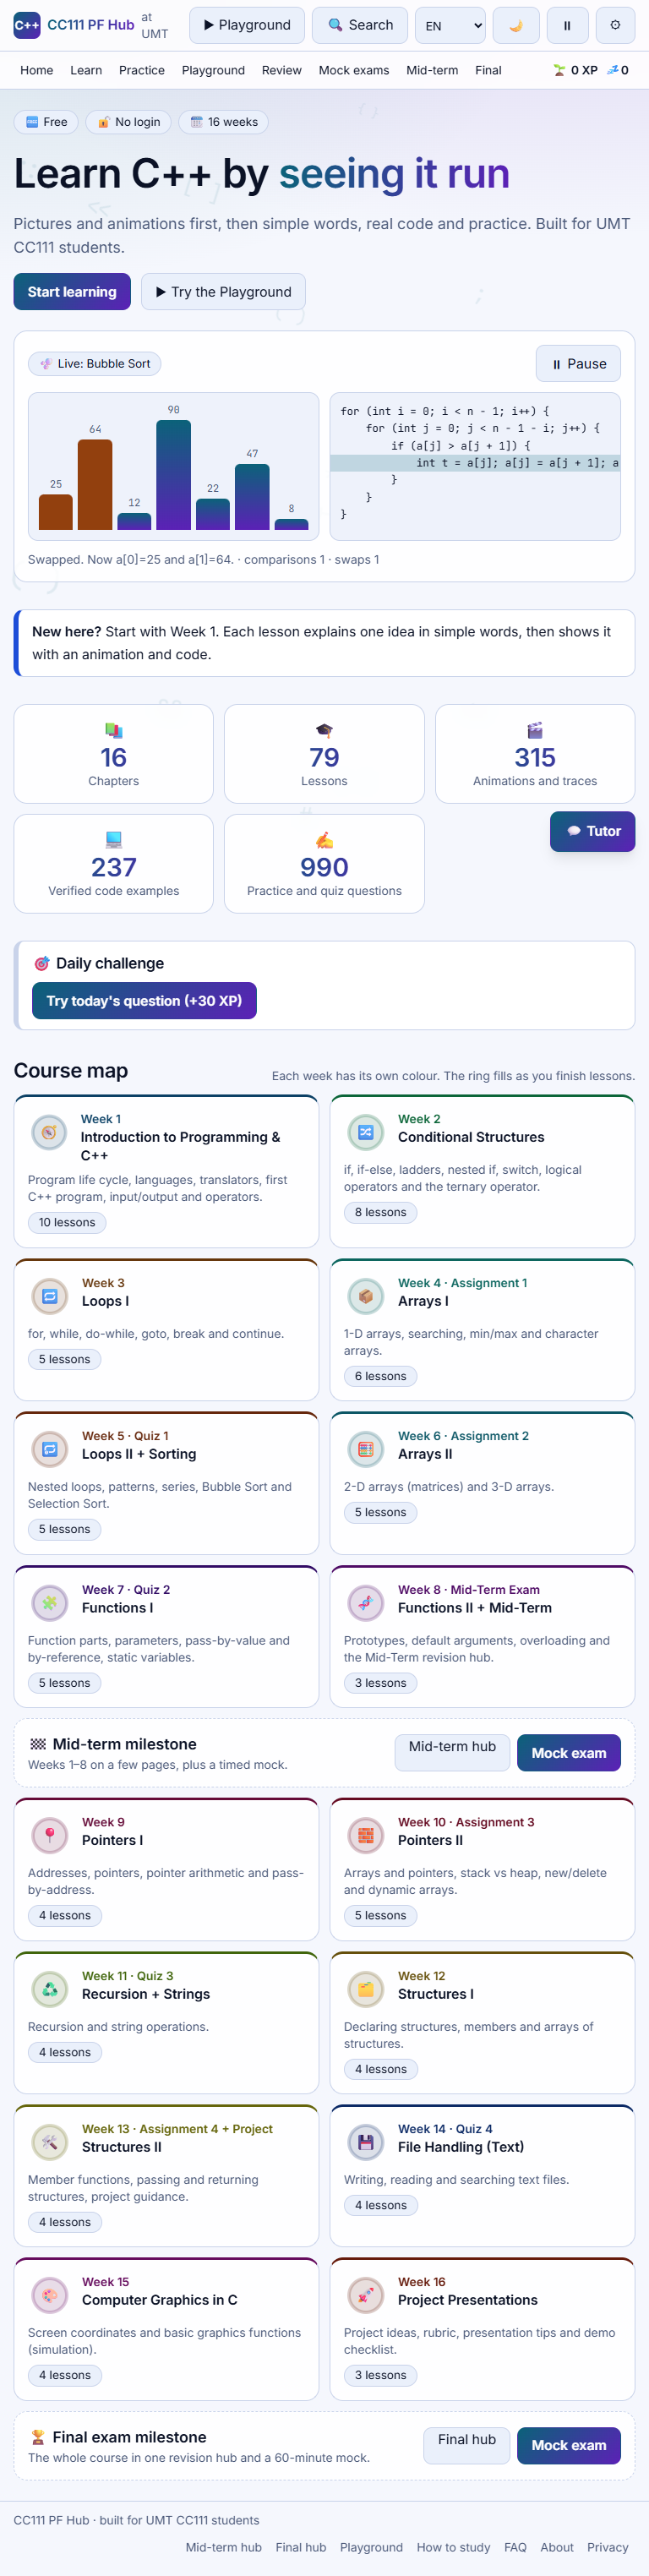 C++ CC111 PF Hub at UMT
▶ Playground
🔍 Search
EN
Home Learn Practice Playground Review Mock exams Mid-term Final 0 XP 0
Free No login 16 weeks
Learn C++ by seeing it run
Pictures and animations first, then simple words, real code and practice. Built for UMT
CC111 students.
Start learning ▶ Try the Playground
Live: Bubble Sort
⏸ Pause
25 64 12 90 22 47 8
for (int i = 0; i < n - 1; i++) {
for (int j = 0; j < n - 1 - i; j++) {
if (a[j] > a[j + 1]) {
int t = a[j]; a[j] = a[j + 1]; a
}
}
}
Swapped. Now a[0]=25 and a[1]=64. · comparisons 1 · swaps 1
New here? Start with Week 1. Each lesson explains one idea in simple words, then shows it
with an animation and code.
16
Chapters
79
Lessons
315
Animations and traces
237
Verified code examples
990
Practice and quiz questions
Tutor
Daily challenge
Try today's question (+30 XP)
Course map
Each week has its own colour. The ring fills as you finish lessons.
Week 1
Introduction to Programming &
C++
Program life cycle, languages, translators, first
C++ program, input/output and operators.
10 lessons
Week 2
Conditional Structures
if, if-else, ladders, nested if, switch, logical
operators and the ternary operator.
8 lessons
Week 3
Loops I
for, while, do-while, goto, break and continue.
5 lessons
Week 4 · Assignment 1
Arrays I
1-D arrays, searching, min/max and character
arrays.
6 lessons
Week 5 · Quiz 1
Loops II + Sorting
Nested loops, patterns, series, Bubble Sort and
Selection Sort.
5 lessons
Week 6 · Assignment 2
Arrays II
2-D arrays (matrices) and 3-D arrays.
5 lessons
Week 7 · Quiz 2
Functions I
Function parts, parameters, pass-by-value and
by-reference, static variables.
5 lessons
Week 8 · Mid-Term Exam
Functions II + Mid-Term
Prototypes, default arguments, overloading and
the Mid-Term revision hub.
3 lessons
Mid-term milestone
Weeks 1–8 on a few pages, plus a timed mock.
Mid-term hub Mock exam
Week 9
Pointers I
Addresses, pointers, pointer arithmetic and pass-
by-address.
4 lessons
Week 10 · Assignment 3
Pointers II
Arrays and pointers, stack vs heap, new/delete
and dynamic arrays.
5 lessons
Week 11 · Quiz 3
Recursion + Strings
Recursion and string operations.
4 lessons
Week 12
Structures I
Declaring structures, members and arrays of
structures.
4 lessons
Week 13 · Assignment 4 + Project
Structures II
Member functions, passing and returning
structures, project guidance.
4 lessons
Week 14 · Quiz 4
File Handling (Text)
Writing, reading and searching text files.
4 lessons
Week 15
Computer Graphics in C
Screen coordinates and basic graphics functions
(simulation).
4 lessons
Week 16
Project Presentations
Project ideas, rubric, presentation tips and demo
checklist.
3 lessons
Final exam milestone
The whole course in one revision hub and a 60-minute mock.
Final hub Mock exam
CC111 PF Hub · built for UMT CC111 students
Mid-term hub Final hub Playground How to study FAQ About Privacy